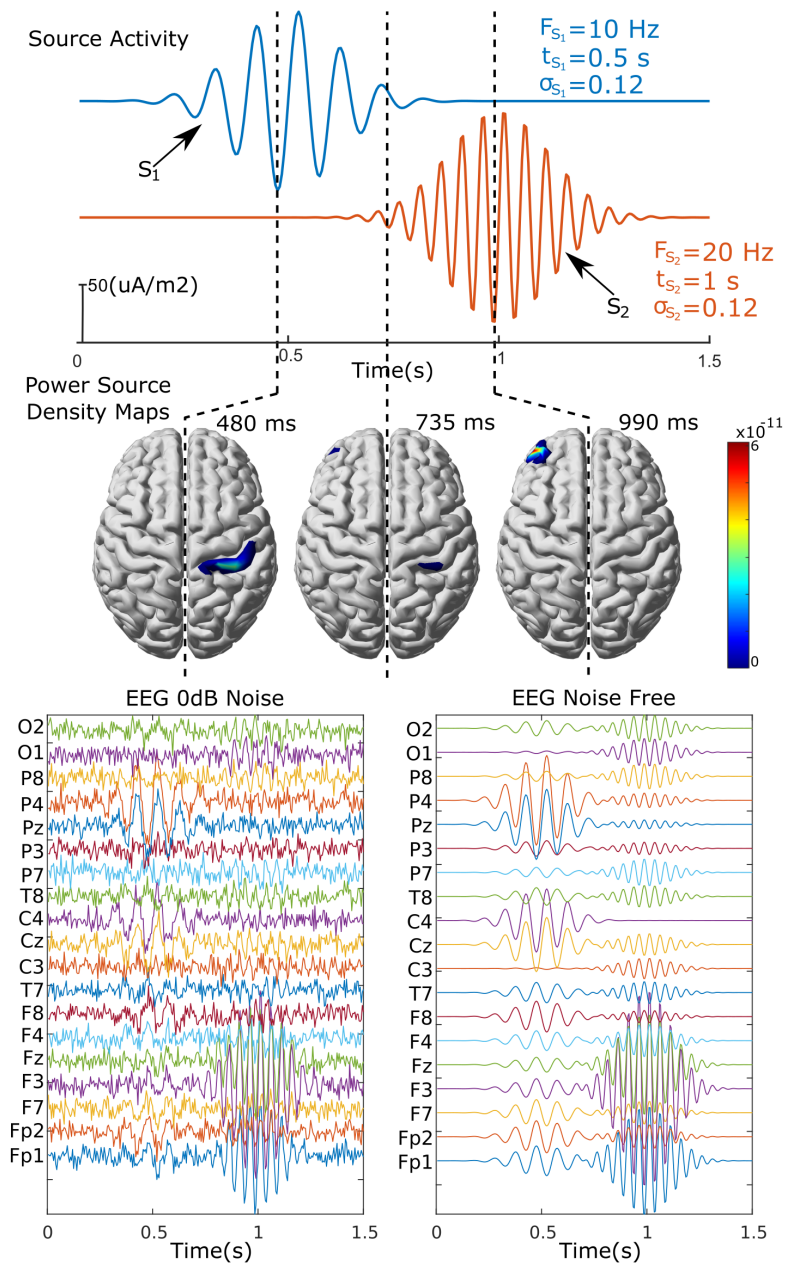 Source Activity
F_S1=10 Hz
t_S1=0.5 s
σ_S1=0.12
S1
F_S2=20 Hz
t_S2=1 s
σ_S2=0.12
S2
50(uA/m2)
0 0.5 1 1.5
Time(s)
Power Source
Density Maps
480 ms 735 ms 990 ms
x10^-11
6
0
EEG 0dB Noise
O2
O1
P8
P4
Pz
P3
P7
T8
C4
Cz
C3
T7
F8
F4
Fz
F3
F7
Fp2
Fp1
0 0.5 1 1.5
Time(s)
EEG Noise Free
O2
O1
P8
P4
Pz
P3
P7
T8
C4
Cz
C3
T7
F8
F4
Fz
F3
F7
Fp2
Fp1
0 0.5 1 1.5
Time(s)